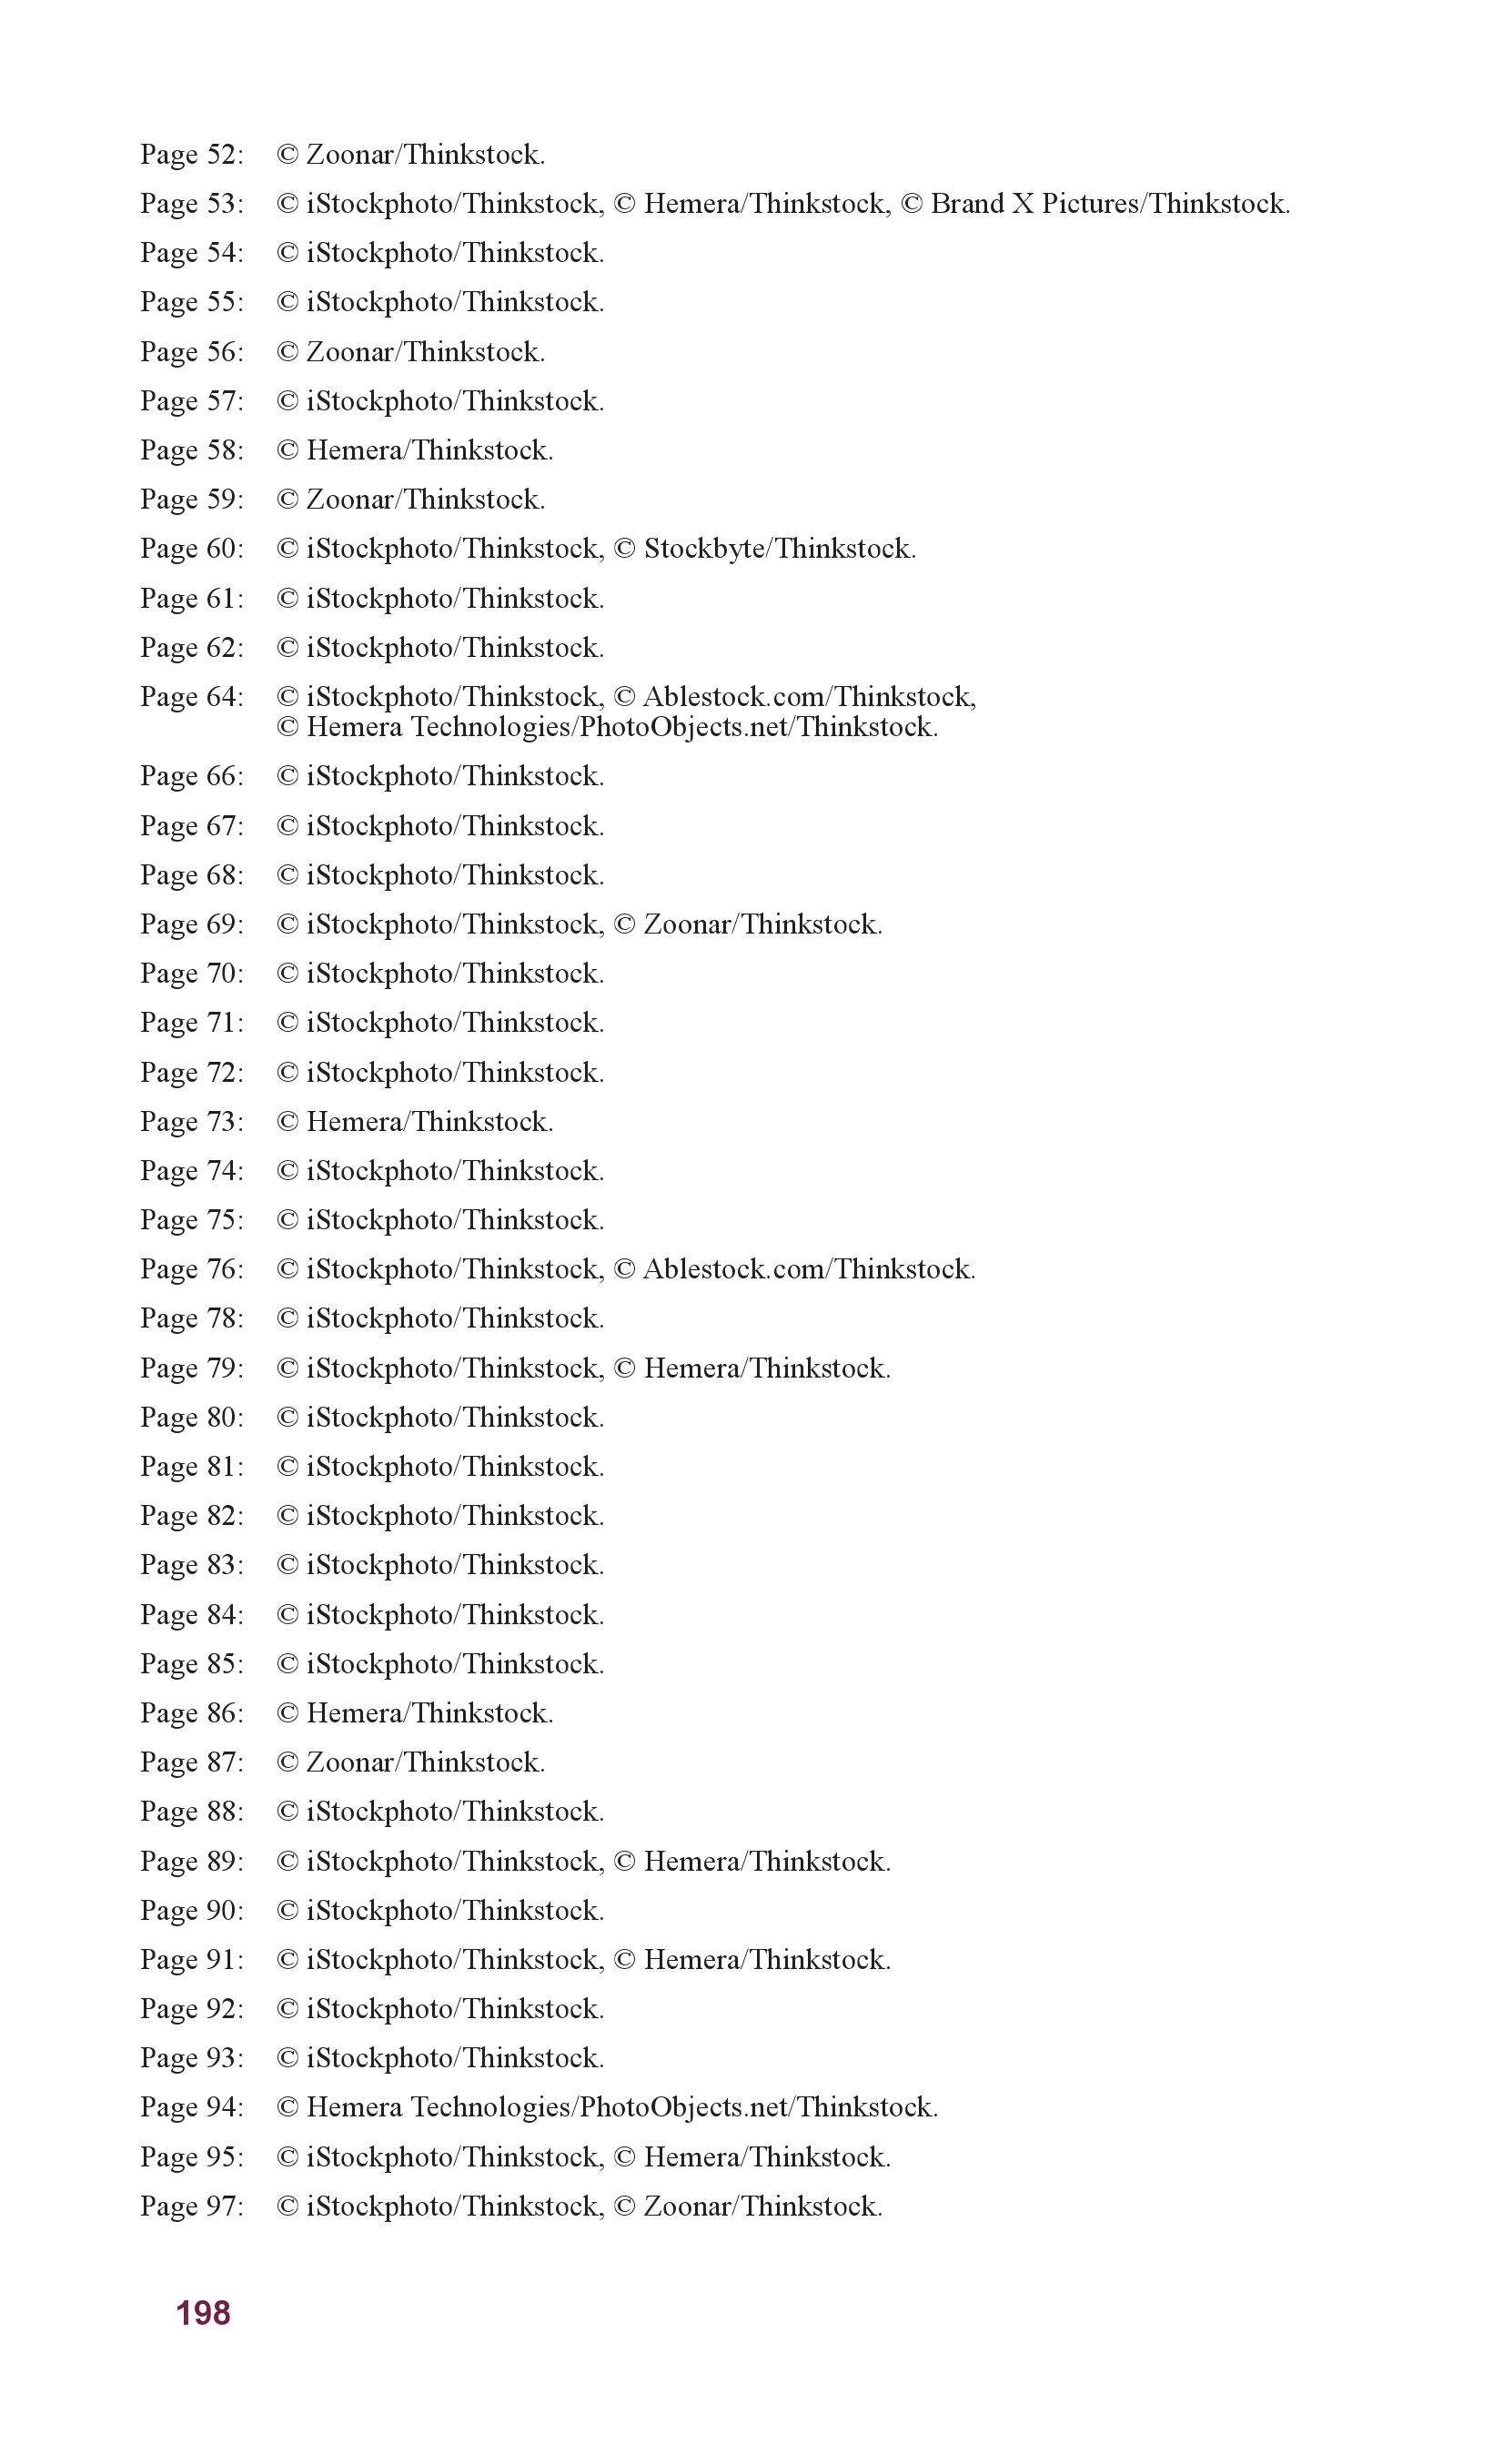 Page 52: © Zoonar/Thinkstock.
Page 53: © iStockphoto/Thinkstock, © Hemera/Thinkstock, © Brand X Pictures/Thinkstock.
Page 54: © iStockphoto/Thinkstock.
Page 55: © iStockphoto/Thinkstock.
Page 56: © Zoonar/Thinkstock.
Page 57: © iStockphoto/Thinkstock.
Page 58: © Hemera/Thinkstock.
Page 59: © Zoonar/Thinkstock.
Page 60: © iStockphoto/Thinkstock, © Stockbyte/Thinkstock.
Page 61: © iStockphoto/Thinkstock.
Page 62: © iStockphoto/Thinkstock.
Page 64: © iStockphoto/Thinkstock, © Ablestock.com/Thinkstock,
© Hemera Technologies/PhotoObjects.net/Thinkstock.
Page 66: © iStockphoto/Thinkstock.
Page 67: © iStockphoto/Thinkstock.
Page 68: © iStockphoto/Thinkstock.
Page 69: © iStockphoto/Thinkstock, © Zoonar/Thinkstock.
Page 70: © iStockphoto/Thinkstock.
Page 71: © iStockphoto/Thinkstock.
Page 72: © iStockphoto/Thinkstock.
Page 73: © Hemera/Thinkstock.
Page 74: © iStockphoto/Thinkstock.
Page 75: © iStockphoto/Thinkstock.
Page 76: © iStockphoto/Thinkstock, © Ablestock.com/Thinkstock.
Page 78: © iStockphoto/Thinkstock.
Page 79: © iStockphoto/Thinkstock, © Hemera/Thinkstock.
Page 80: © iStockphoto/Thinkstock.
Page 81: © iStockphoto/Thinkstock.
Page 82: © iStockphoto/Thinkstock.
Page 83: © iStockphoto/Thinkstock.
Page 84: © iStockphoto/Thinkstock.
Page 85: © iStockphoto/Thinkstock.
Page 86: © Hemera/Thinkstock.
Page 87: © Zoonar/Thinkstock.
Page 88: © iStockphoto/Thinkstock.
Page 89: © iStockphoto/Thinkstock, © Hemera/Thinkstock.
Page 90: © iStockphoto/Thinkstock.
Page 91: © iStockphoto/Thinkstock, © Hemera/Thinkstock.
Page 92: © iStockphoto/Thinkstock.
Page 93: © iStockphoto/Thinkstock.
Page 94: © Hemera Technologies/PhotoObjects.net/Thinkstock.
Page 95: © iStockphoto/Thinkstock, © Hemera/Thinkstock.
Page 97: © iStockphoto/Thinkstock, © Zoonar/Thinkstock.
198